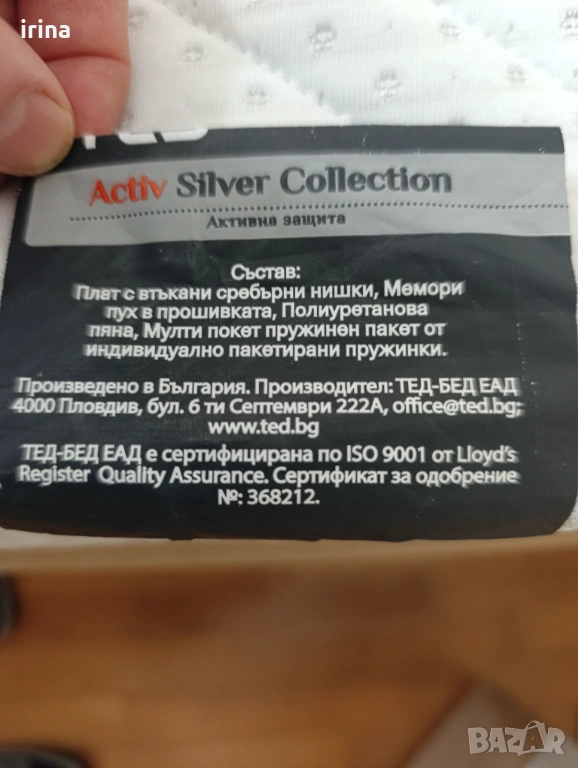 irina
TED
Activ Silver Collection
Активна защита
Състав:
Плат с втъкани сребърни нишки, Мемори
пух в прошивката, Полиуретанова
пяна, Мулти покет пружинен пакет от
индивидуално пакетирани пружинки.
Произведено в България. Производител: ТЕД-БЕД ЕАД
4000 Пловдив, бул. 6 ти Септември 222А, office@ted.bg;
www.ted.bg
ТЕД-БЕД ЕАД е сертифицирана по ISO 9001 от Lloyd's
Register Quality Assurance. Сертификат за одобрение
№: 368212.
BAZAR